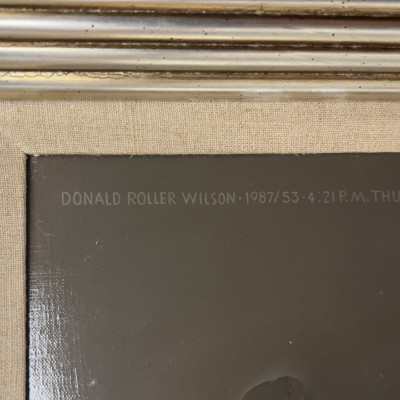 DONALD ROLLER WILSON · 1987/53 · 4:21 P.M. THU